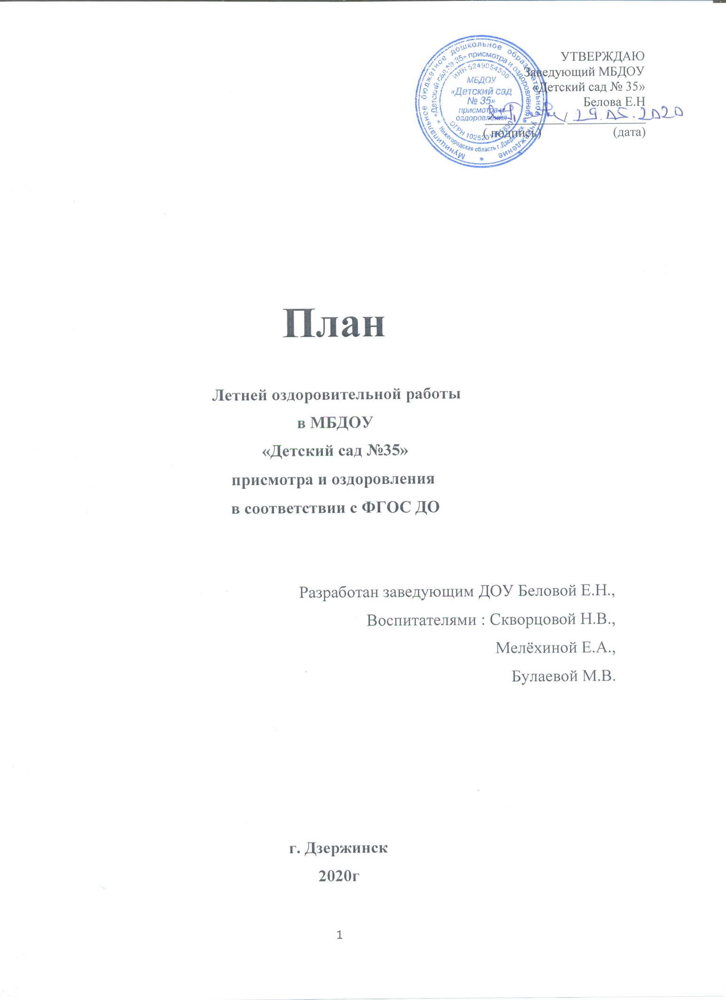 УТВЕРЖДАЮ
Заведующий МБДОУ
«Детский сад № 35»
Белова Е.Н
/ 29.05.2020
( подпись) (дата)
Муниципальное бюджетное дошкольное образовательное учреждение *
«Детский сад № 35» присмотра и оздоровления *
Нижегородская область г.Дзержинск *
ИНН 5249054500
МБДОУ
«Детский сад
№ 35»
присмотра и
оздоровления
ОГРН
План
Летней оздоровительной работы
в МБДОУ
«Детский сад №35»
присмотра и оздоровления
в соответствии с ФГОС ДО
Разработан заведующим ДОУ Беловой Е.Н.,
Воспитателями : Скворцовой Н.В.,
Мелёхиной Е.А.,
Булаевой М.В.
г. Дзержинск
2020г
1